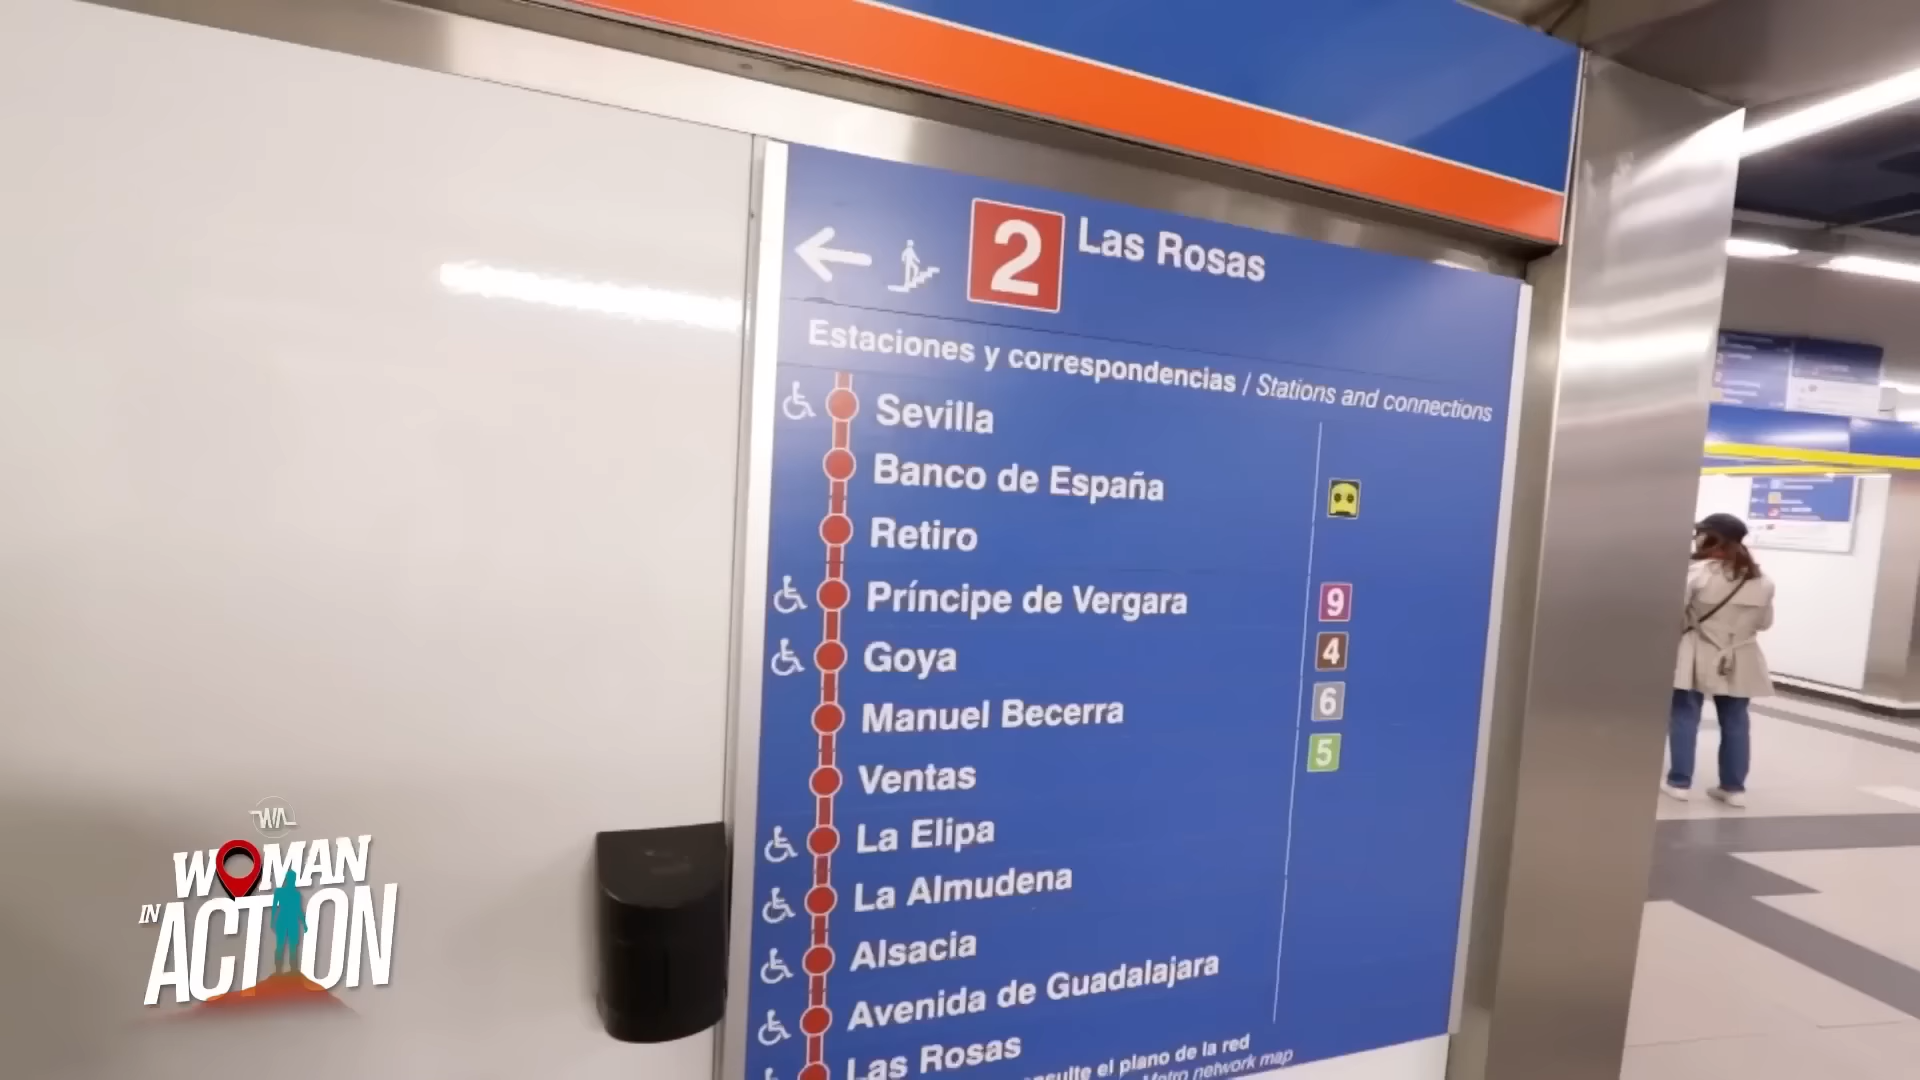 2 Las Rosas
Estaciones y correspondencias / Stations and connections
Sevilla
Banco de España
Retiro
Príncipe de Vergara 9
Goya 4
Manuel Becerra 6
Ventas 5
La Elipa
La Almudena
Alsacia
Avenida de Guadalajara
Las Rosas
el plano de la red
network map
WA
WOMAN
IN ACTION